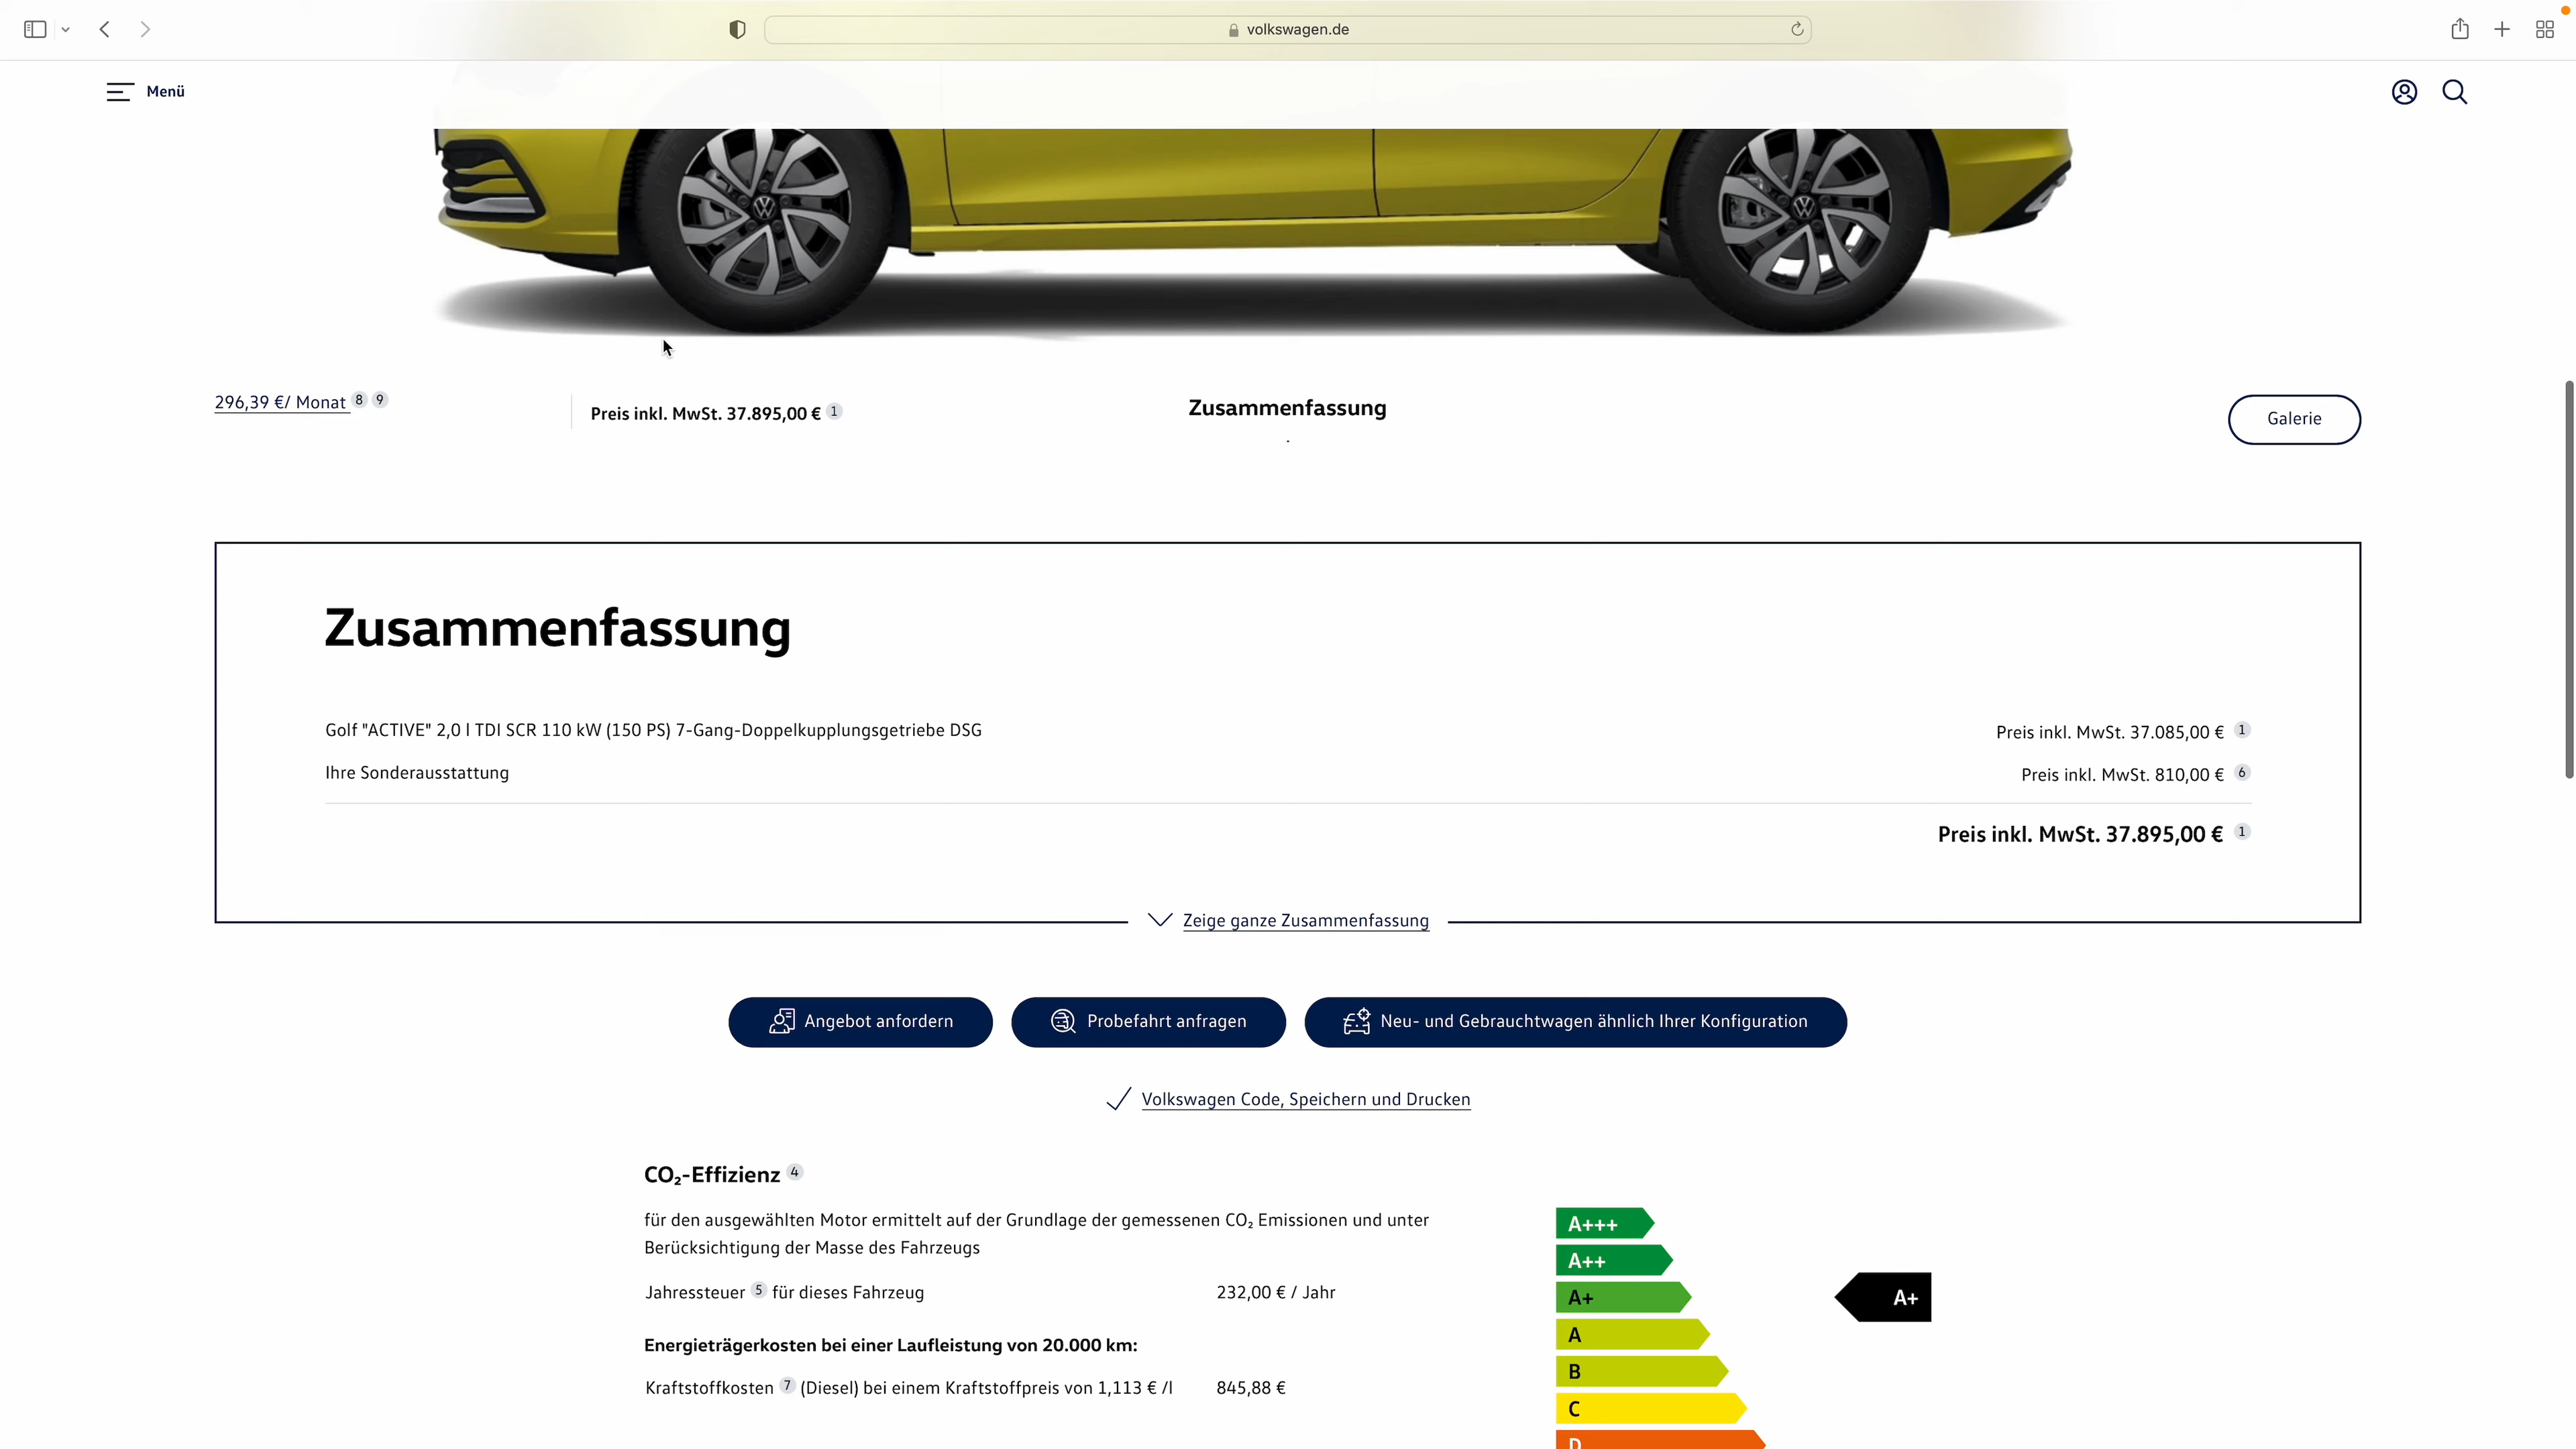 volkswagen.de
Menü
296,39 €/ Monat 8 9
Preis inkl. MwSt. 37.895,00 € 1
Zusammenfassung
Galerie
Zusammenfassung
Golf "ACTIVE" 2,0 l TDI SCR 110 kW (150 PS) 7-Gang-Doppelkupplungsgetriebe DSG
Preis inkl. MwSt. 37.085,00 € 1
Ihre Sonderausstattung
Preis inkl. MwSt. 810,00 € 6
Preis inkl. MwSt. 37.895,00 € 1
Zeige ganze Zusammenfassung
Angebot anfordern
Probefahrt anfragen
Neu- und Gebrauchtwagen ähnlich Ihrer Konfiguration
Volkswagen Code, Speichern und Drucken
CO₂-Effizienz 4
für den ausgewählten Motor ermittelt auf der Grundlage der gemessenen CO₂ Emissionen und unter
Berücksichtigung der Masse des Fahrzeugs
Jahressteuer 5 für dieses Fahrzeug
232,00 € / Jahr
Energieträgerkosten bei einer Laufleistung von 20.000 km:
Kraftstoffkosten 7 (Diesel) bei einem Kraftstoffpreis von 1,113 € /l
845,88 €
A+++
A++
A+
A+
A
B
C
D